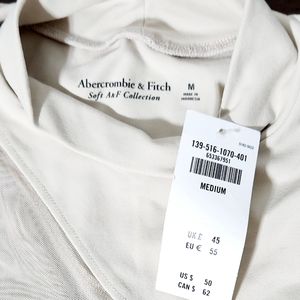 Abercrombie & Fitch
Soft A&F Collection
M
MADE IN
INDONESIA
139-516-1070-401
653367951
MEDIUM
UK £ 45
EU € 55
US $ 50
CAN $ 62